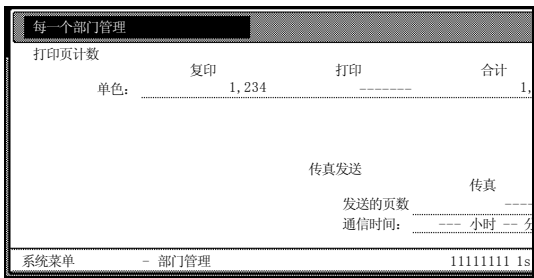 每一个部门管理
打印页计数
复印 打印 合计
单色: 1,234 ------- 1,
传真发送
传真
发送的页数 ----
通信时间: --- 小时 -- 分
系统菜单 - 部门管理 11111111 1s